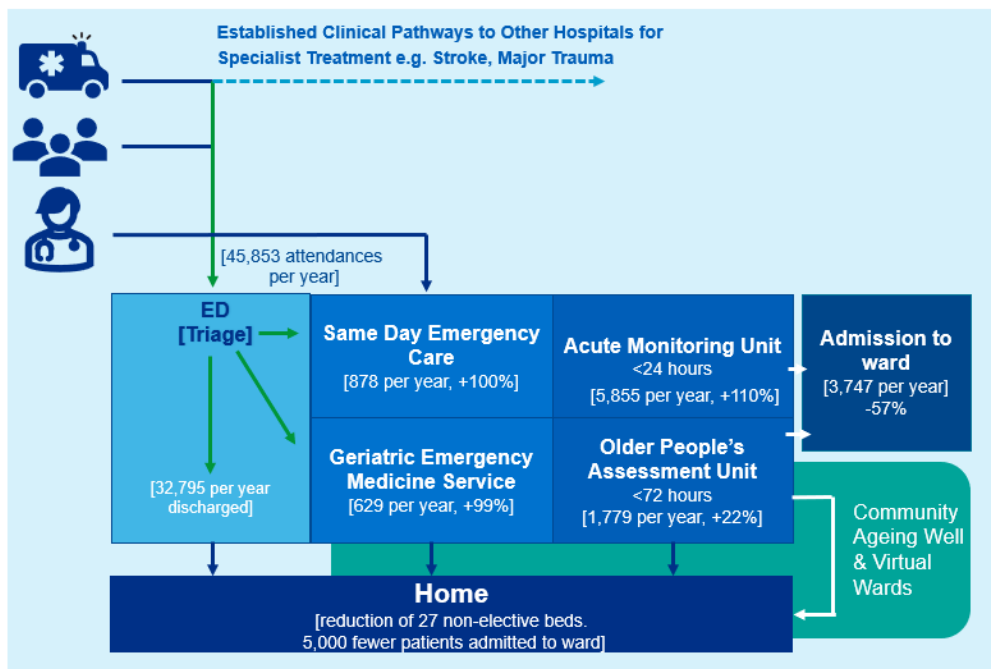 Established Clinical Pathways to Other Hospitals for
Specialist Treatment e.g. Stroke, Major Trauma
[45,853 attendances
per year]
ED
[Triage]
[32,795 per year
discharged]
Same Day Emergency
Care
[878 per year, +100%]
Geriatric Emergency
Medicine Service
[629 per year, +99%]
Acute Monitoring Unit
<24 hours
[5,855 per year, +110%]
Older People's
Assessment Unit
<72 hours
[1,779 per year, +22%]
Admission to
ward
[3,747 per year]
-57%
Community
Ageing Well
& Virtual
Wards
Home
[reduction of 27 non-elective beds.
5,000 fewer patients admitted to ward]